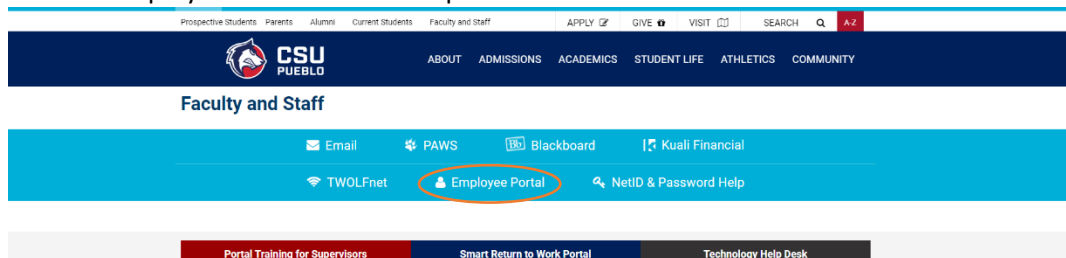 Prospective Students Parents Alumni Current Students Faculty and Staff APPLY GIVE VISIT SEARCH A-Z
CSU
PUEBLO
ABOUT ADMISSIONS ACADEMICS STUDENT LIFE ATHLETICS COMMUNITY
Faculty and Staff
Email PAWS Bb Blackboard Kuali Financial
TWOLFnet Employee Portal NetID & Password Help
Portal Training for Supervisors Smart Return to Work Portal Technology Help Desk